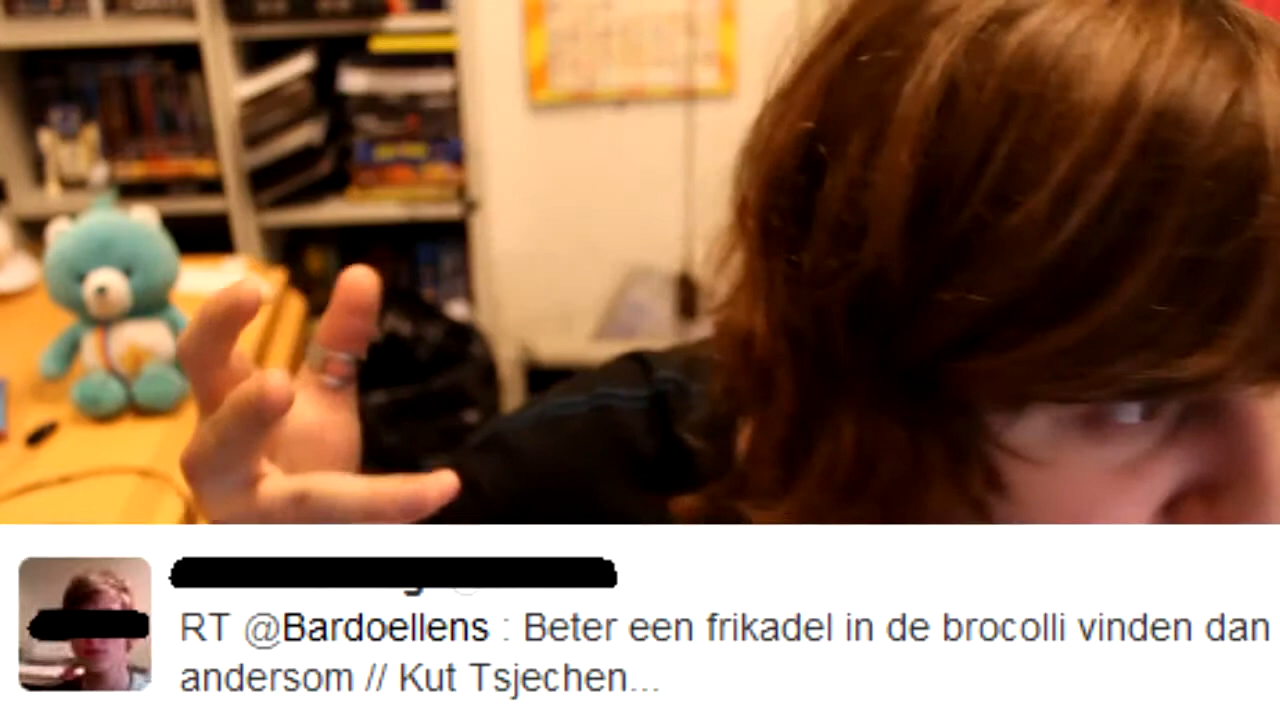 RT @Bardoellens : Beter een frikadel in de brocolli vinden dan
andersom // Kut Tsjechen...